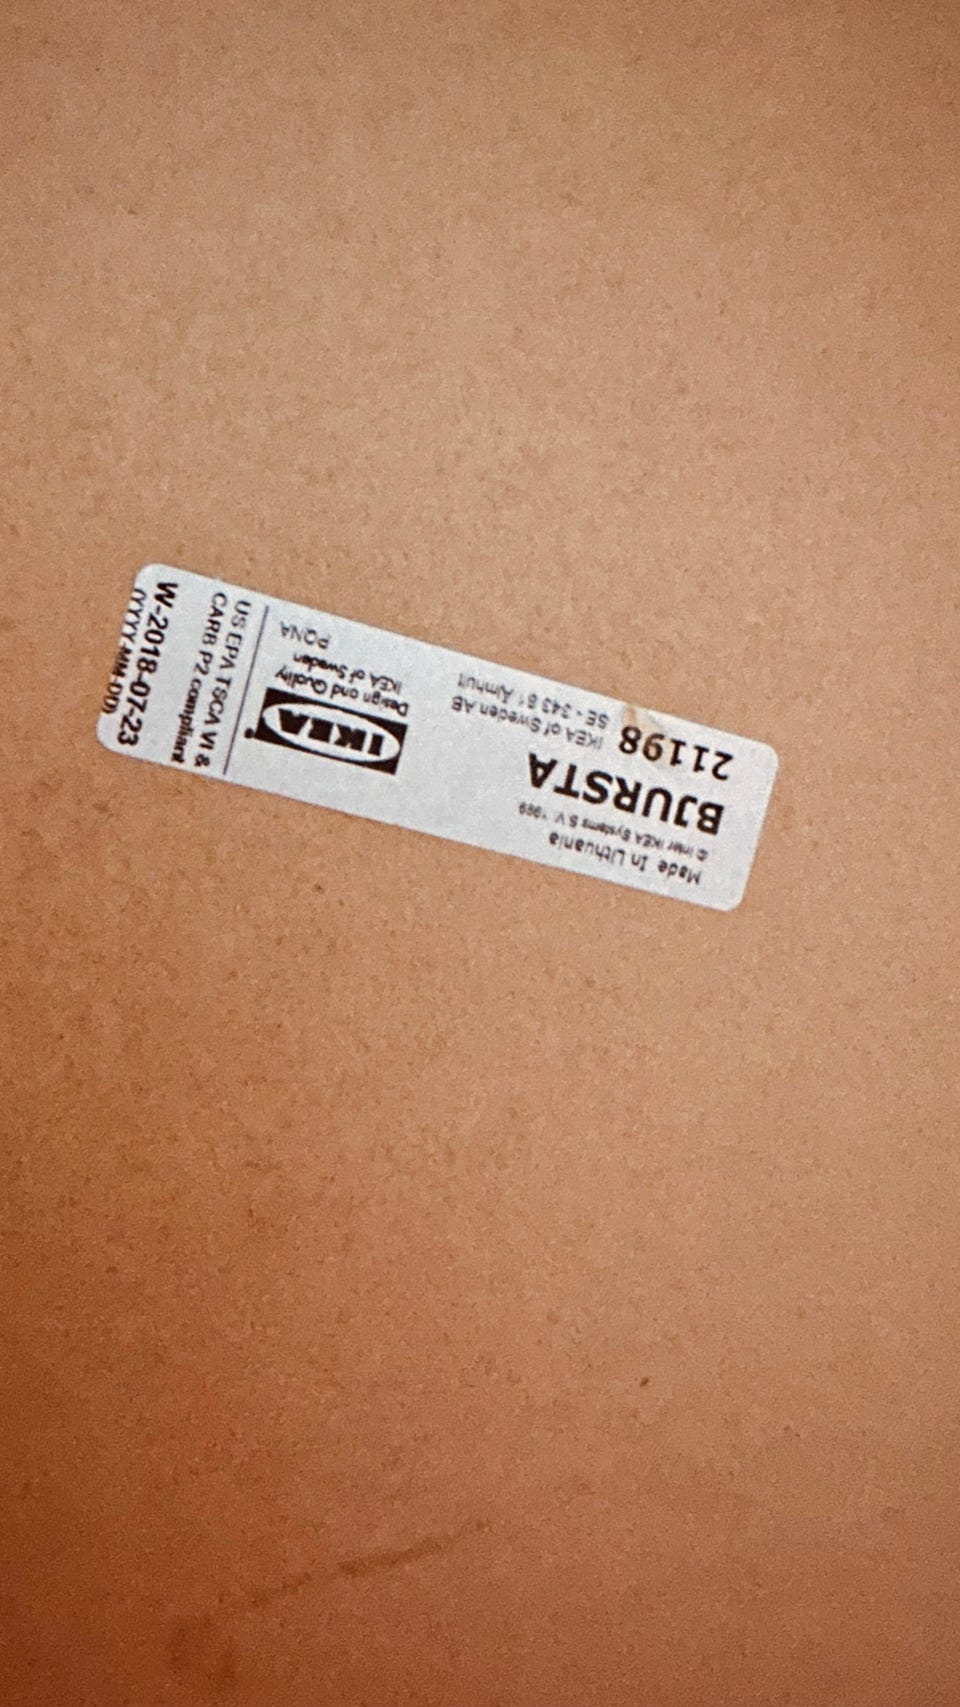 Made In Lithuania
© Inter IKEA Systems B.V. 1999
BJURSTA
21198
IKEA of Sweden AB
SE - 343 81 Älmhult
IKEA®
Design and Quality
IKEA of Sweden
PQNA
US EPA TSCA VI &
CARB P2 compliant
W-2018-07-23
(YYYY-MM-DD)